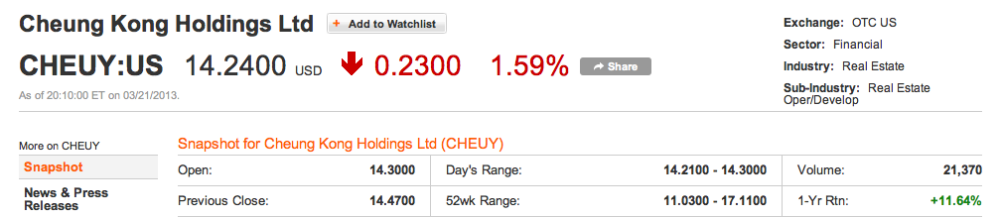 Cheung Kong Holdings Ltd + Add to Watchlist
CHEUY:US 14.2400 USD 0.2300 1.59% Share
As of 20:10:00 ET on 03/21/2013.
Exchange: OTC US
Sector: Financial
Industry: Real Estate
Sub-Industry: Real Estate
Oper/Develop
More on CHEUY
Snapshot
News & Press
Releases
Snapshot for Cheung Kong Holdings Ltd (CHEUY)
Open: 14.3000 Day's Range: 14.2100 - 14.3000 Volume: 21,370
Previous Close: 14.4700 52wk Range: 11.0300 - 17.1100 1-Yr Rtn: +11.64%